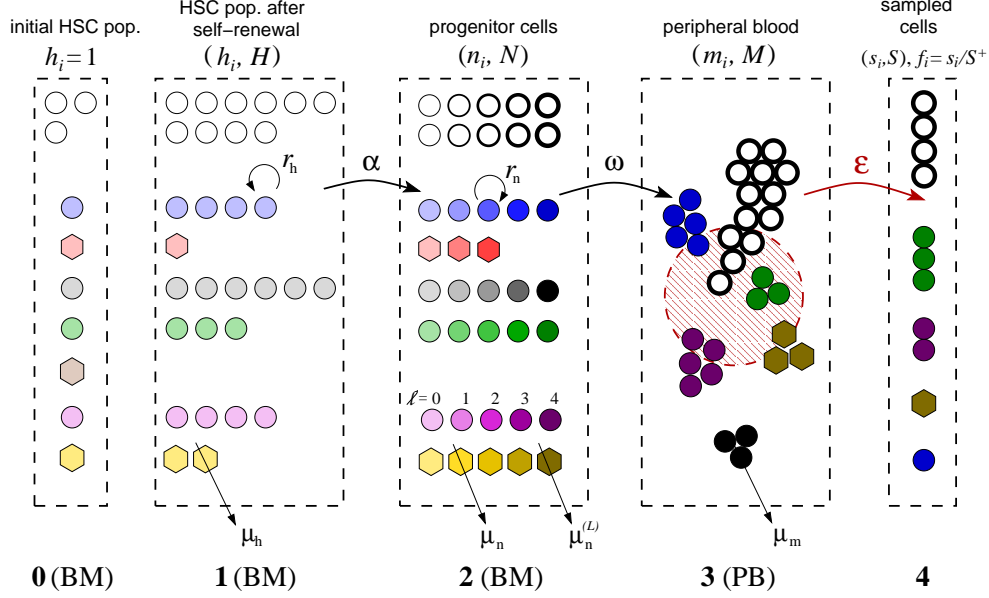 initial HSC pop.
h_i = 1
HSC pop. after
self−renewal
(h_i, H)
progenitor cells
(n_i, N)
peripheral blood
(m_i, M)
sampled
cells
(s_i,S), f_i = s_i/S^+
r_h
α
r_n
ω
ε
ℓ = 0 1 2 3 4
μ_h
μ_n
μ_n^(L)
μ_m
0 (BM)
1 (BM)
2 (BM)
3 (PB)
4